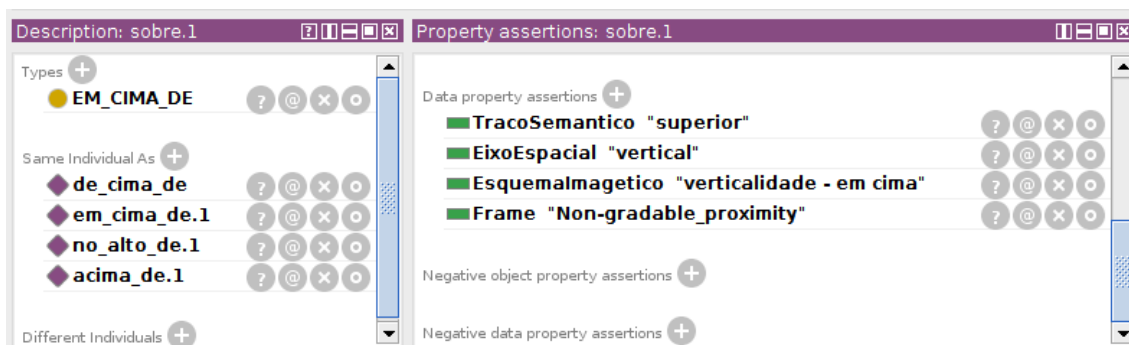 Description: sobre.1
Types
EM_CIMA_DE
Same Individual As
de_cima_de
em_cima_de.1
no_alto_de.1
acima_de.1
Different Individuals
Property assertions: sobre.1
Data property assertions
TracoSemantico "superior"
EixoEspacial "vertical"
EsquemaImagetico "verticalidade - em cima"
Frame "Non-gradable_proximity"
Negative object property assertions
Negative data property assertions